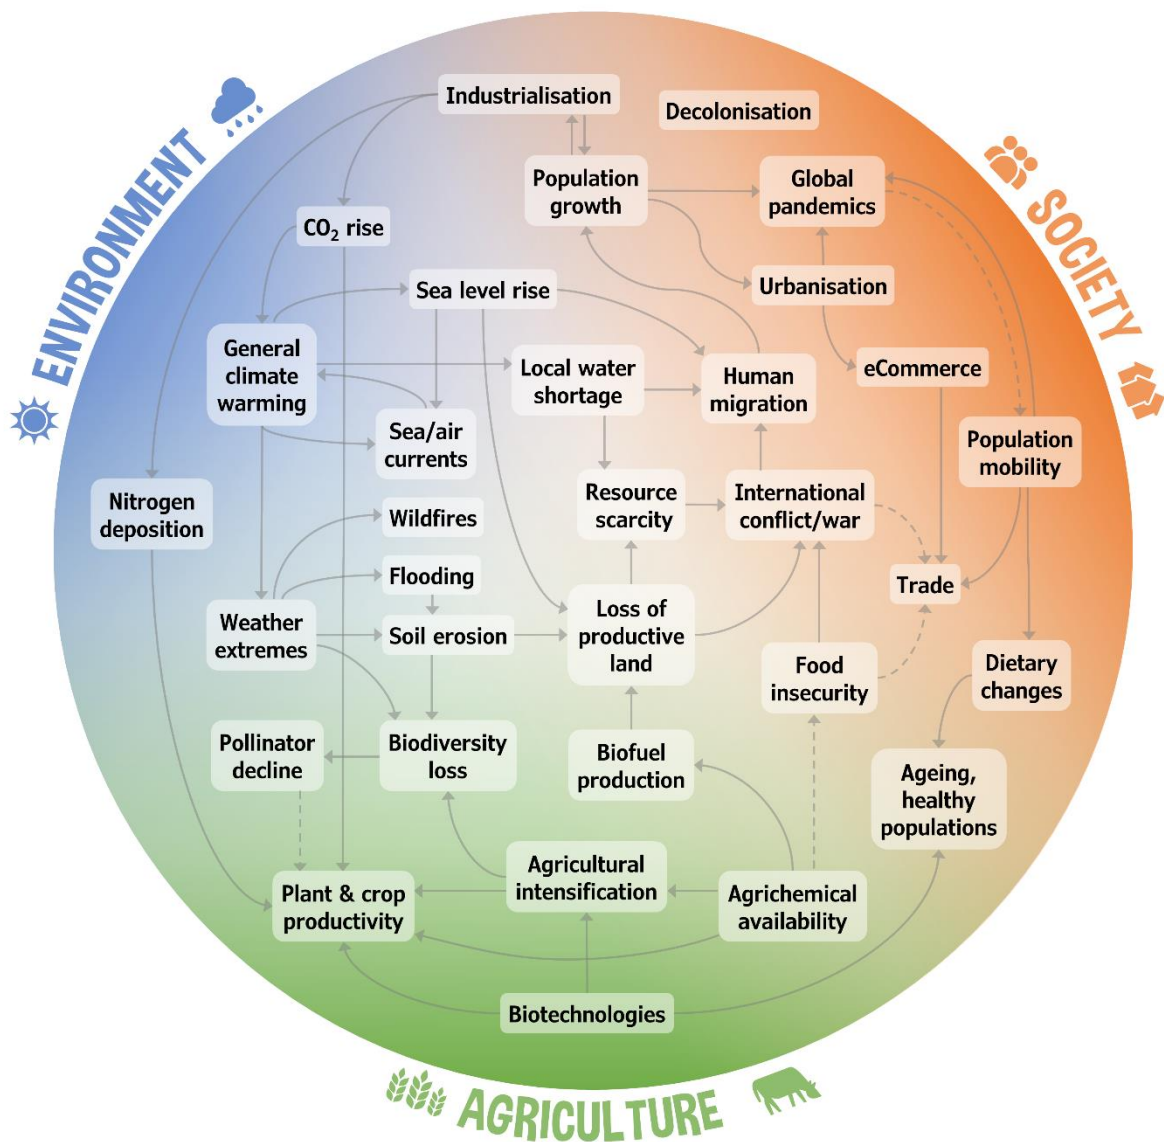 Industrialisation
Decolonisation
ENVIRONMENT
SOCIETY
Population
growth
Global
pandemics
CO₂ rise
Sea level rise
Urbanisation
General
climate
warming
Local water
shortage
Human
migration
eCommerce
Sea/air
currents
Population
mobility
Nitrogen
deposition
Wildfires
Resource
scarcity
International
conflict/war
Flooding
Trade
Weather
extremes
Soil erosion
Loss of
productive
land
Food
insecurity
Dietary
changes
Pollinator
decline
Biodiversity
loss
Biofuel
production
Ageing,
healthy
populations
Plant & crop
productivity
Agricultural
intensification
Agrichemical
availability
Biotechnologies
AGRICULTURE